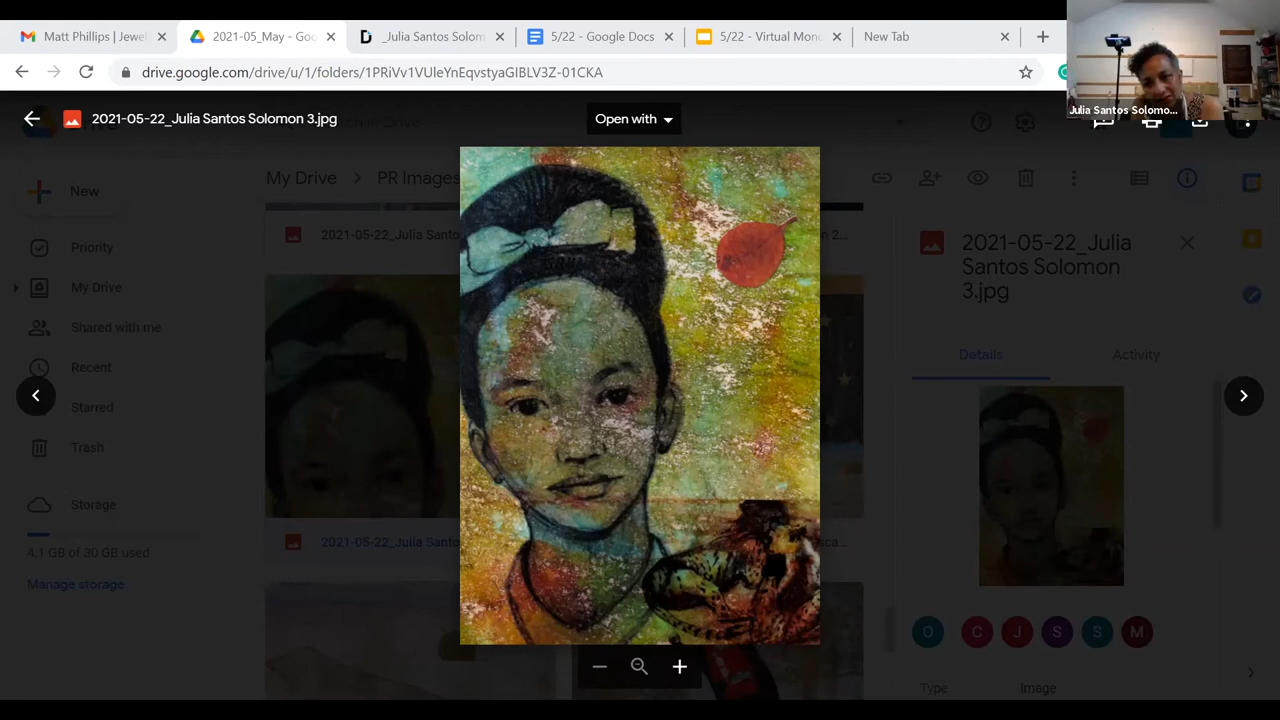 Matt Phillips | Jewel
2021-05_May - Goo
_Julia Santos Solom
5/22 - Google Docs
5/22 - Virtual Mon
New Tab
drive.google.com/drive/u/1/folders/1PRiVv1VUleYnEqvstyaGIBLV3Z-01CKA
Julia Santos Solomo...
2021-05-22_Julia Santos Solomon 3.jpg
Open with
New
My Drive
PR Images
Priority
My Drive
Shared with me
Recent
Starred
Trash
Storage
4.1 GB of 30 GB used
Manage storage
2021-05-22_Julia Santo
2...
2021-05-22_Julia Santo
sca...
2021-05-22_Julia
Santos Solomon
3.jpg
Details
Activity
O C J S S M
Type
Image